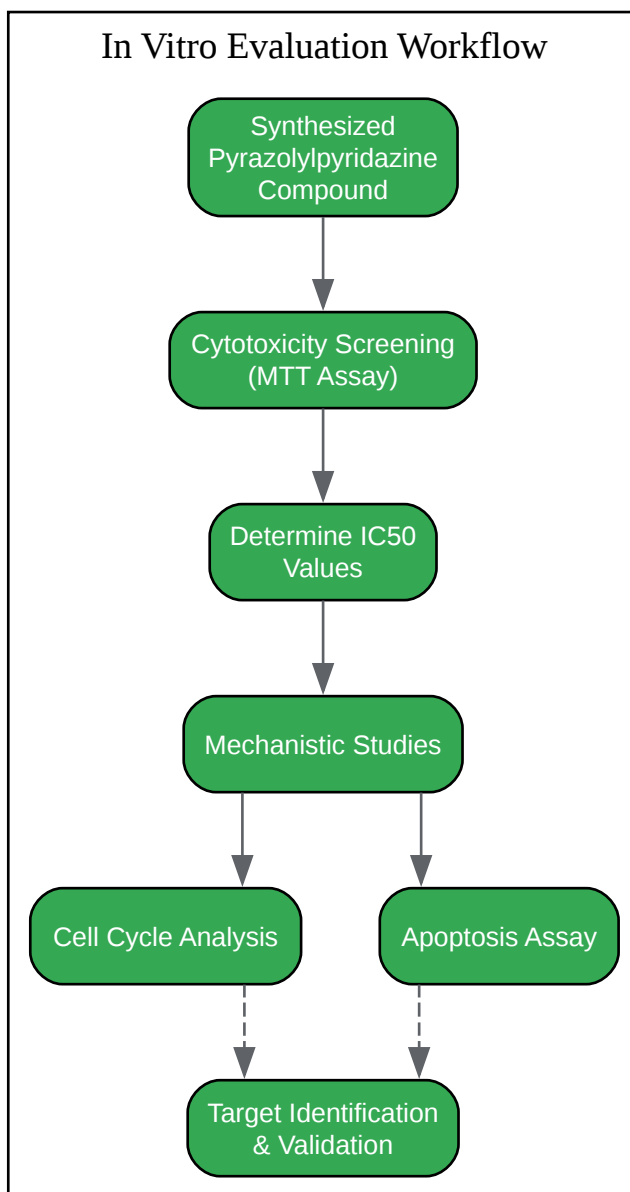 In Vitro Evaluation Workflow
Synthesized
Pyrazolylpyridazine
Compound
Cytotoxicity Screening
(MTT Assay)
Determine IC50
Values
Mechanistic Studies
Cell Cycle Analysis
Apoptosis Assay
Target Identification
& Validation